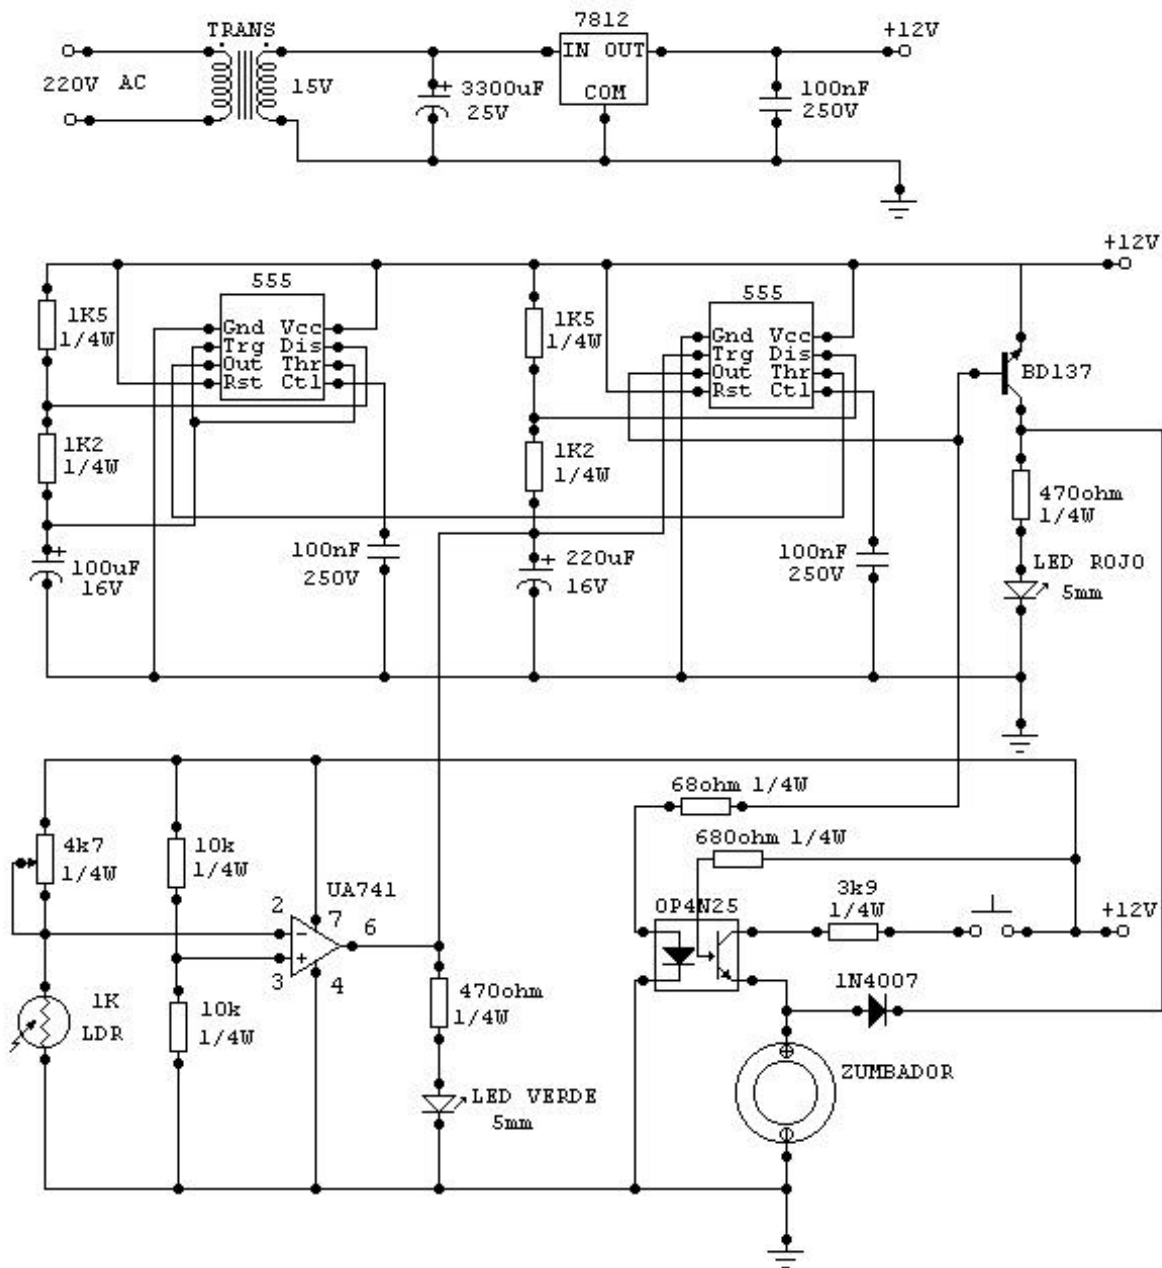 TRANS
7812
+12V
IN OUT
COM
220V AC
15V
3300uF
25V
100nF
250V
+12V
555
Gnd Vcc
Trg Dis
Out Thr
Rst Ctl
1K5
1/4W
1K2
1/4W
100uF
16V
+
100nF
250V
555
Gnd Vcc
Trg Dis
Out Thr
Rst Ctl
1K5
1/4W
1K2
1/4W
220uF
16V
+
100nF
250V
BD137
470ohm
1/4W
LED ROJO
5mm
4k7
1/4W
10k
1/4W
UA741
2
7
6
3
4
1K
LDR
10k
1/4W
470ohm
1/4W
LED VERDE
5mm
68ohm 1/4W
680ohm 1/4W
OP4N25
3k9
1/4W
+12V
1N4007
ZUMBADOR